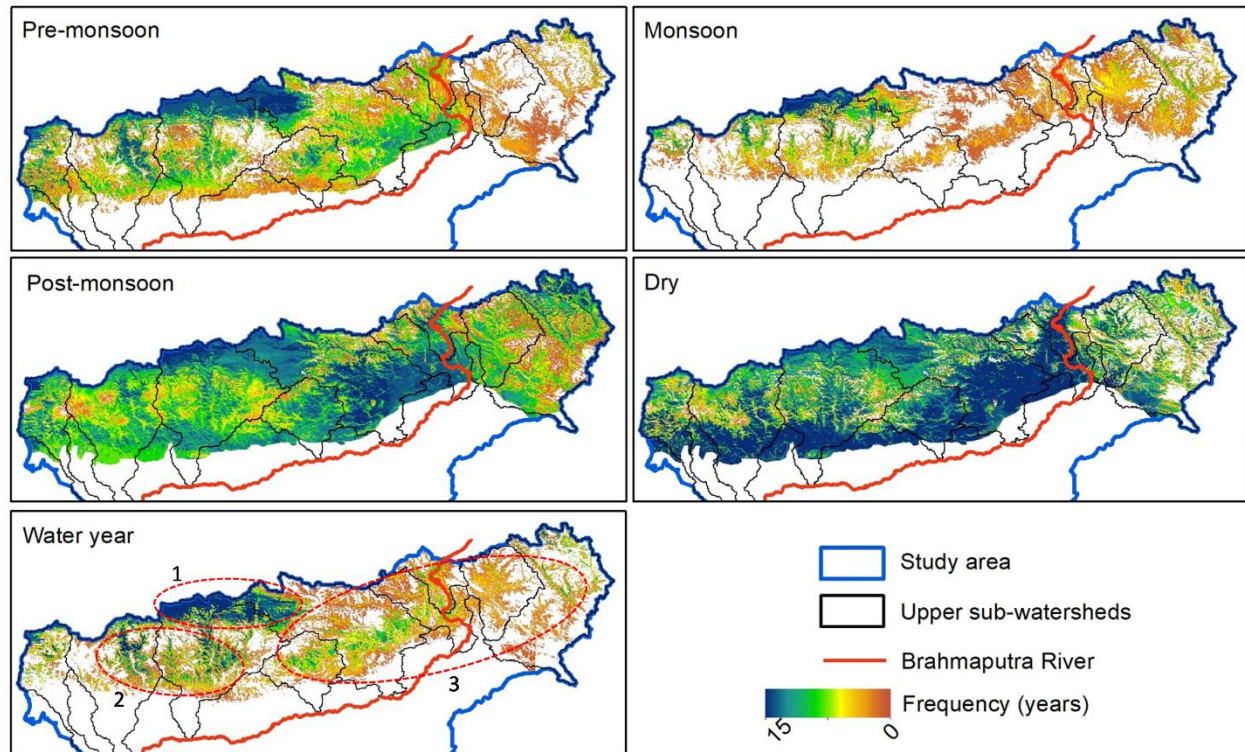 Pre-monsoon
Monsoon
Post-monsoon
Dry
Water year
1
2
3
Study area
Upper sub-watersheds
Brahmaputra River
Frequency (years)
15 0